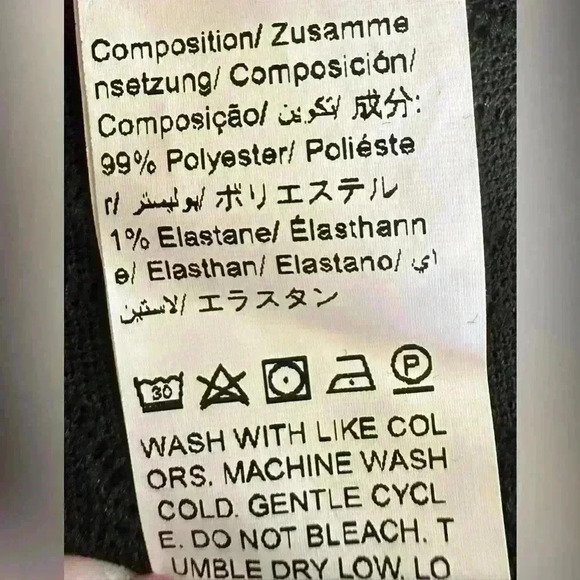 Composition/ Zusamme
nsetzung/ Composición/
Composição/ تكوين/ 成分:
99% Polyester/ Poliéste
r/ بوليستر/ ポリエステル
1% Elastane/ Élasthann
e/ Elasthan/ Elastano/ اي
لاستين/ エラスタン
30 P
WASH WITH LIKE COL
ORS. MACHINE WASH
COLD. GENTLE CYCL
E. DO NOT BLEACH. T
UMBLE DRY LOW. LO